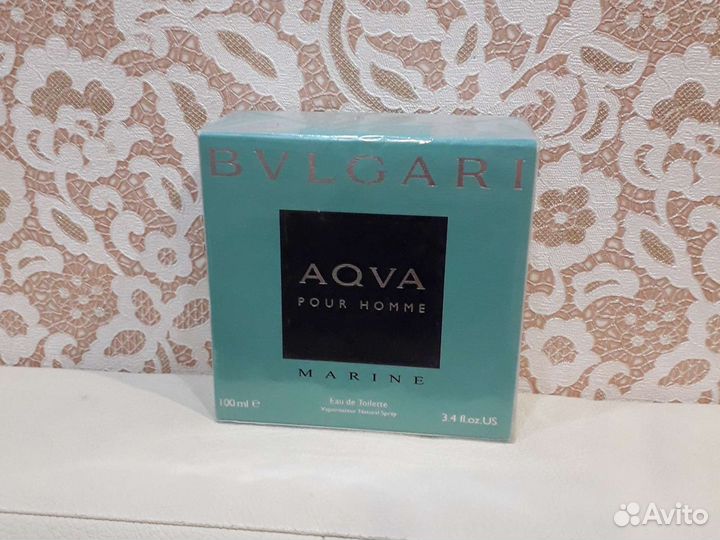 BVLGARI
AQVA
POUR HOMME
MARINE
Eau de Toilette
Vaporisateur Natural Spray
100 ml e 3.4 fl.oz.US
Avito